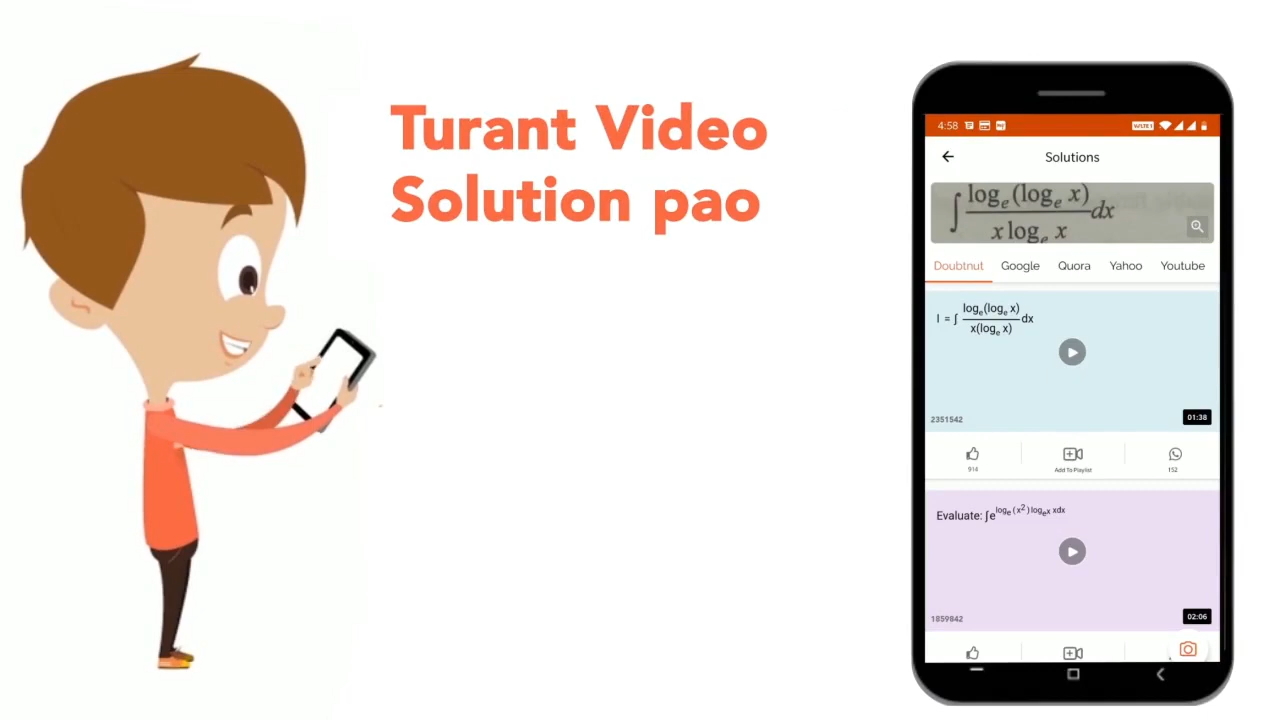 Turant Video
Solution pao
4:58
VoLTE1
Solutions
∫ logₑ(logₑ x) / x logₑ x dx
Doubtnut Google Quora Yahoo Youtube
I = ∫ logₑ(logₑ x) / x(logₑ x) dx
2351542 01:38
914 Add To Playlist 152
Evaluate: ∫e^logₑ(x²)logₑx xdx
1859842 02:06